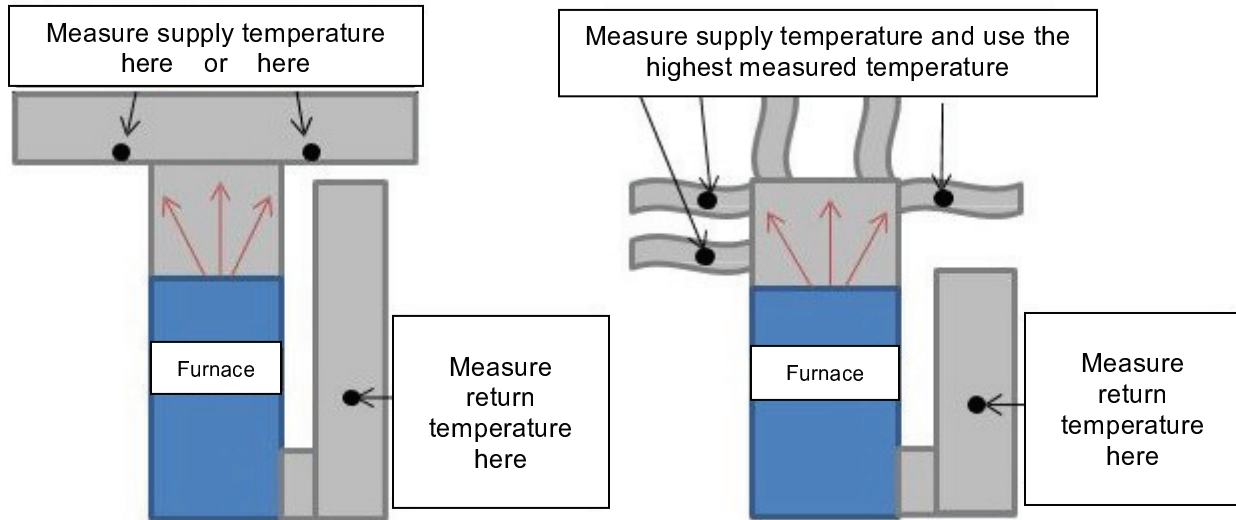 Measure supply temperature
here or here
Measure supply temperature and use the
highest measured temperature
Furnace
Measure
return
temperature
here
Furnace
Measure
return
temperature
here